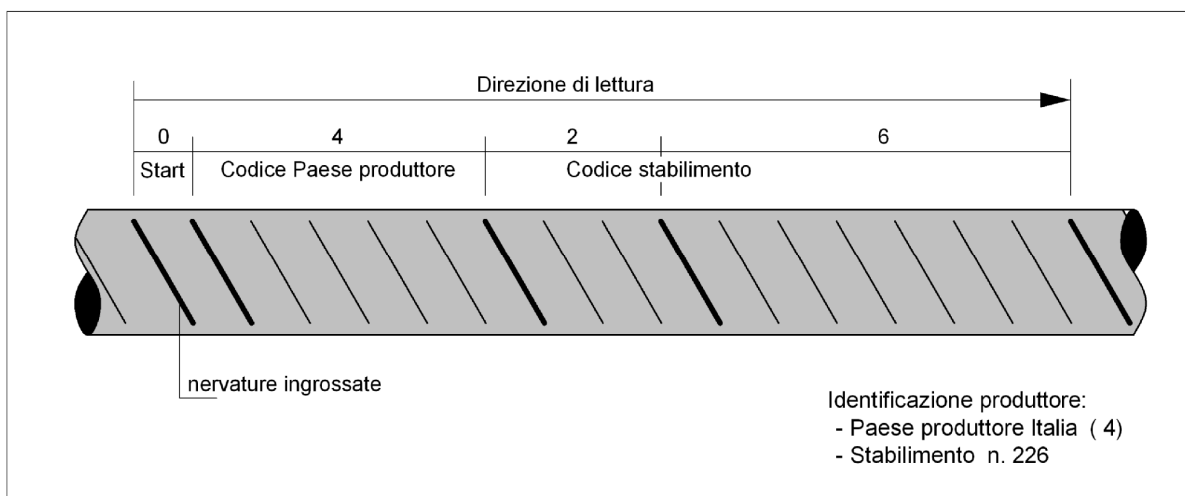 Direzione di lettura
0 4 2 6
Start Codice Paese produttore Codice stabilimento
nervature ingrossate
Identificazione produttore:
- Paese produttore Italia ( 4)
- Stabilimento n. 226